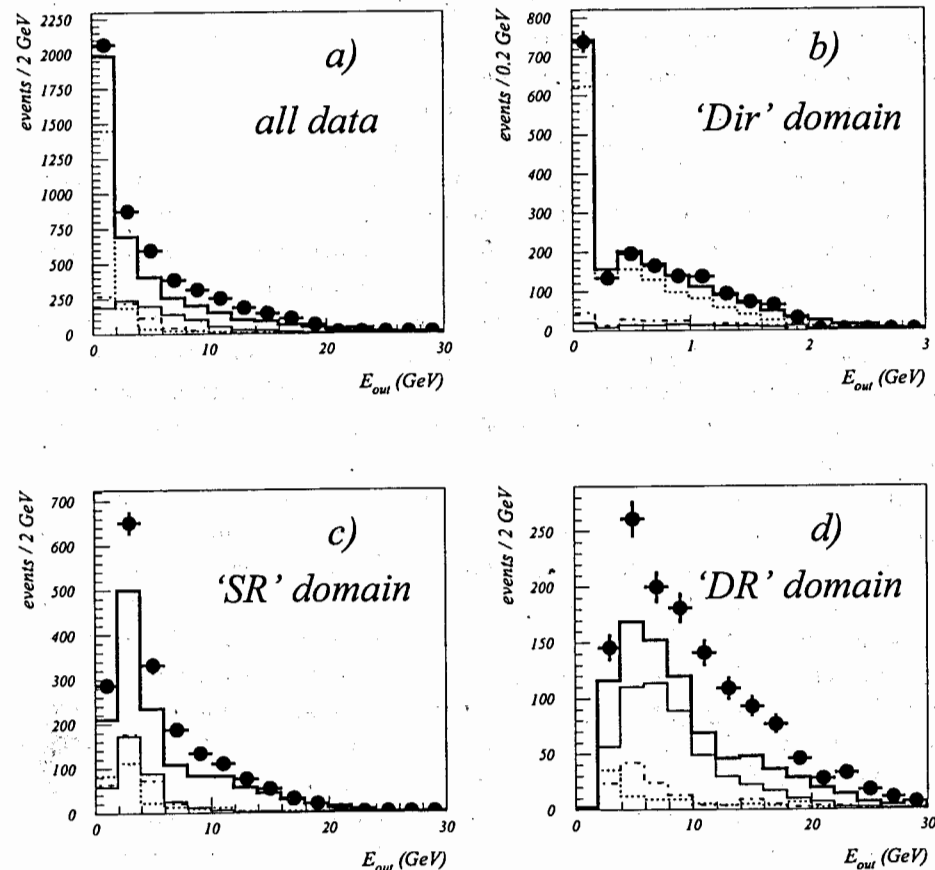 events / 2 GeV
2250
2000
1750
1500
1250
1000
750
500
250
0
a)
all data
0 10 20 30
E_out (GeV)
events / 0.2 GeV
800
700
600
500
400
300
200
100
0
b)
‘Dir’ domain
0 1 2 3
E_out (GeV)
events / 2 GeV
700
600
500
400
300
200
100
0
c)
‘SR’ domain
0 10 20 30
E_out (GeV)
events / 2 GeV
250
200
150
100
50
0
d)
‘DR’ domain
0 10 20 30
E_out (GeV)